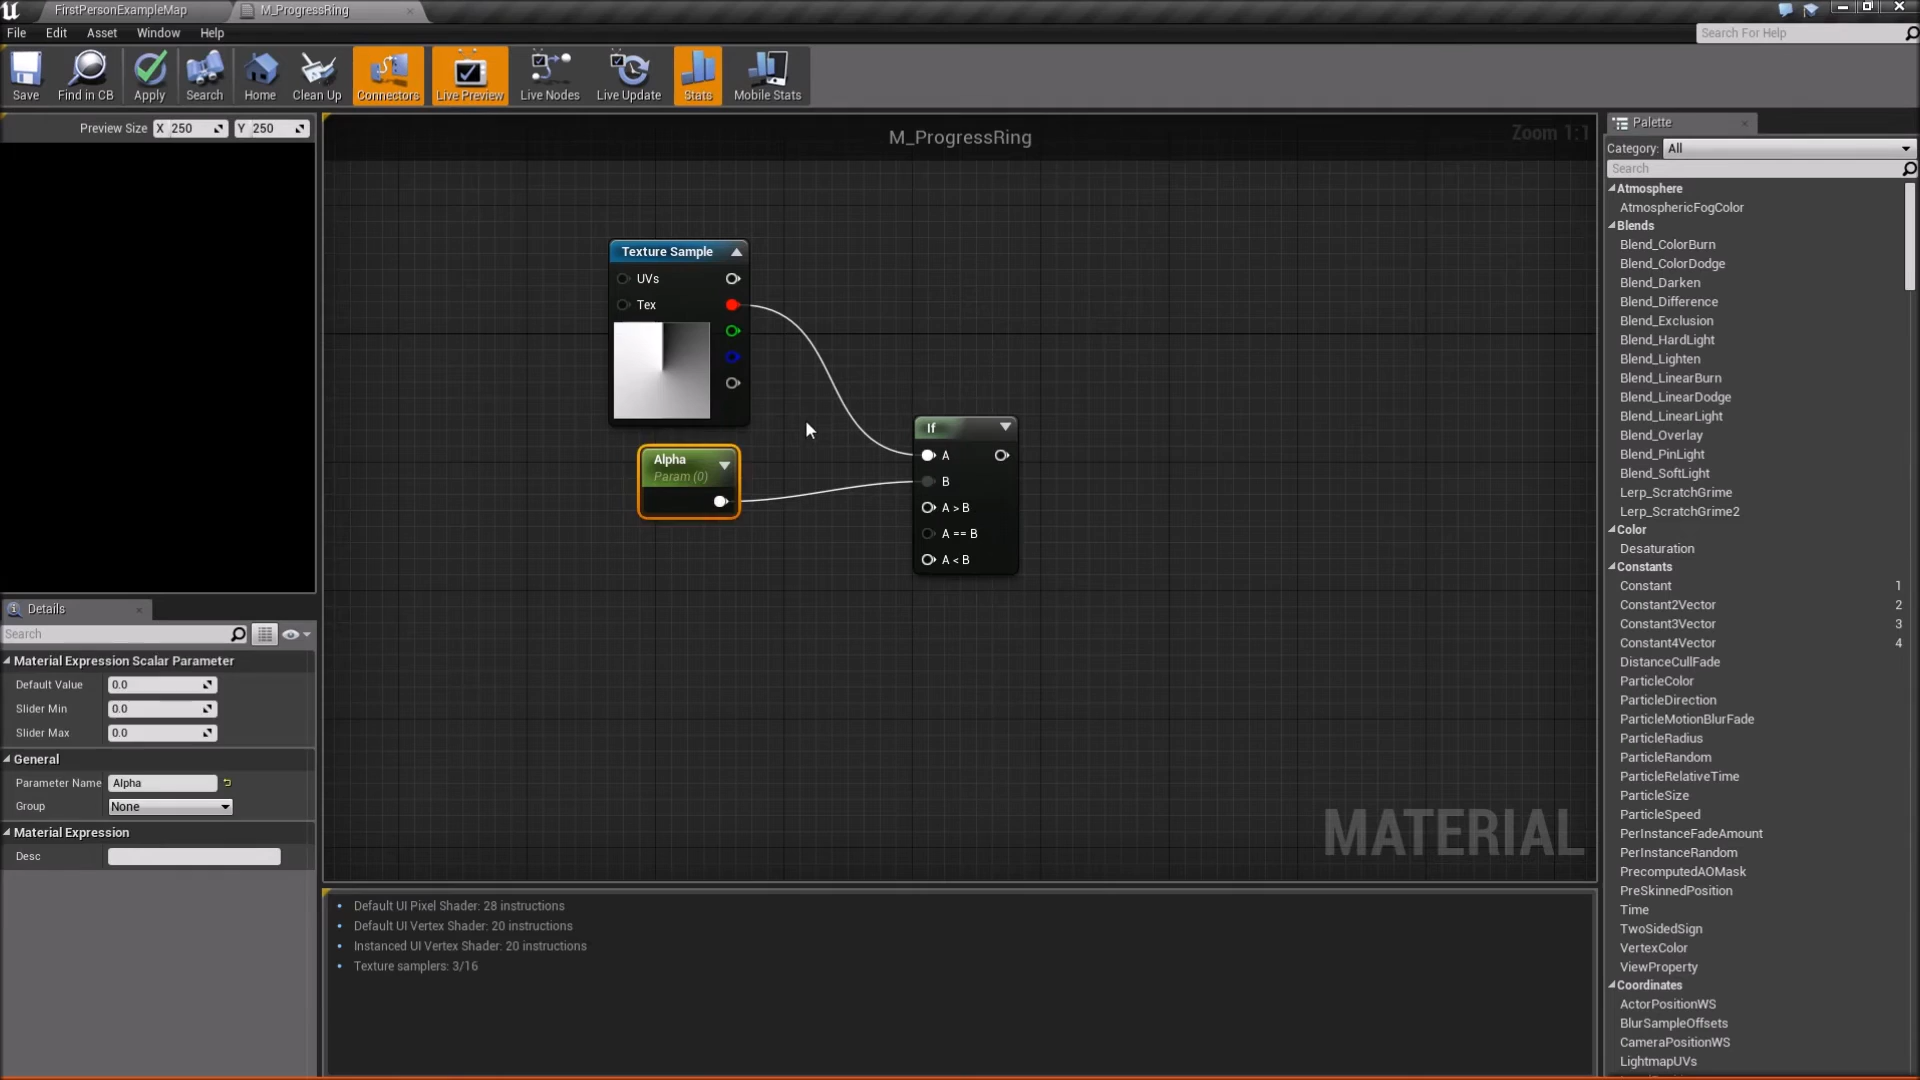 FirstPersonExampleMap
M_ProgressRing
File Edit Asset Window Help
Search For Help
Save
Find in CB
Apply
Search
Home
Clean Up
Connectors
Live Preview
Live Nodes
Live Update
Stats
Mobile Stats
Preview Size X 250 Y 250
M_ProgressRing
Zoom 1:1
Texture Sample
UVs
Tex
Alpha
Param (0)
If
A
B
A > B
A == B
A < B
MATERIAL
Details
Search
Material Expression Scalar Parameter
Default Value 0.0
Slider Min 0.0
Slider Max 0.0
General
Parameter Name Alpha
Group None
Material Expression
Desc
Default UI Pixel Shader: 28 instructions
Default UI Vertex Shader: 20 instructions
Instanced UI Vertex Shader: 20 instructions
Texture samplers: 3/16
Palette
Category: All
Search
Atmosphere
AtmosphericFogColor
Blends
Blend_ColorBurn
Blend_ColorDodge
Blend_Darken
Blend_Difference
Blend_Exclusion
Blend_HardLight
Blend_Lighten
Blend_LinearBurn
Blend_LinearDodge
Blend_LinearLight
Blend_Overlay
Blend_PinLight
Blend_SoftLight
Lerp_ScratchGrime
Lerp_ScratchGrime2
Color
Desaturation
Constants
Constant 1
Constant2Vector 2
Constant3Vector 3
Constant4Vector 4
DistanceCullFade
ParticleColor
ParticleDirection
ParticleMotionBlurFade
ParticleRadius
ParticleRandom
ParticleRelativeTime
ParticleSize
ParticleSpeed
PerInstanceFadeAmount
PerInstanceRandom
PrecomputedAOMask
PreSkinnedPosition
Time
TwoSidedSign
VertexColor
ViewProperty
Coordinates
ActorPositionWS
BlurSampleOffsets
CameraPositionWS
LightmapUVs